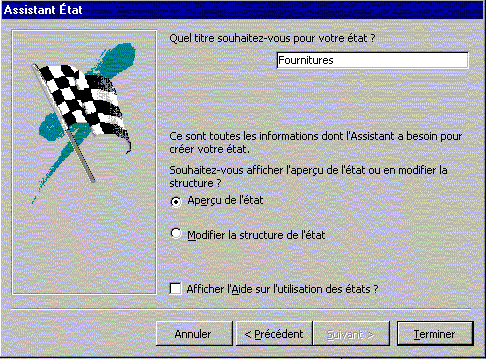 Assistant État
Quel titre souhaitez-vous pour votre état ?
Fournitures
Ce sont toutes les informations dont l'Assistant a besoin pour
créer votre état.
Souhaitez-vous afficher l'aperçu de l'état ou en modifier la
structure ?
Aperçu de l'état
Modifier la structure de l'état
Afficher l'Aide sur l'utilisation des états ?
Annuler
< Précédent
Suivant >
Terminer